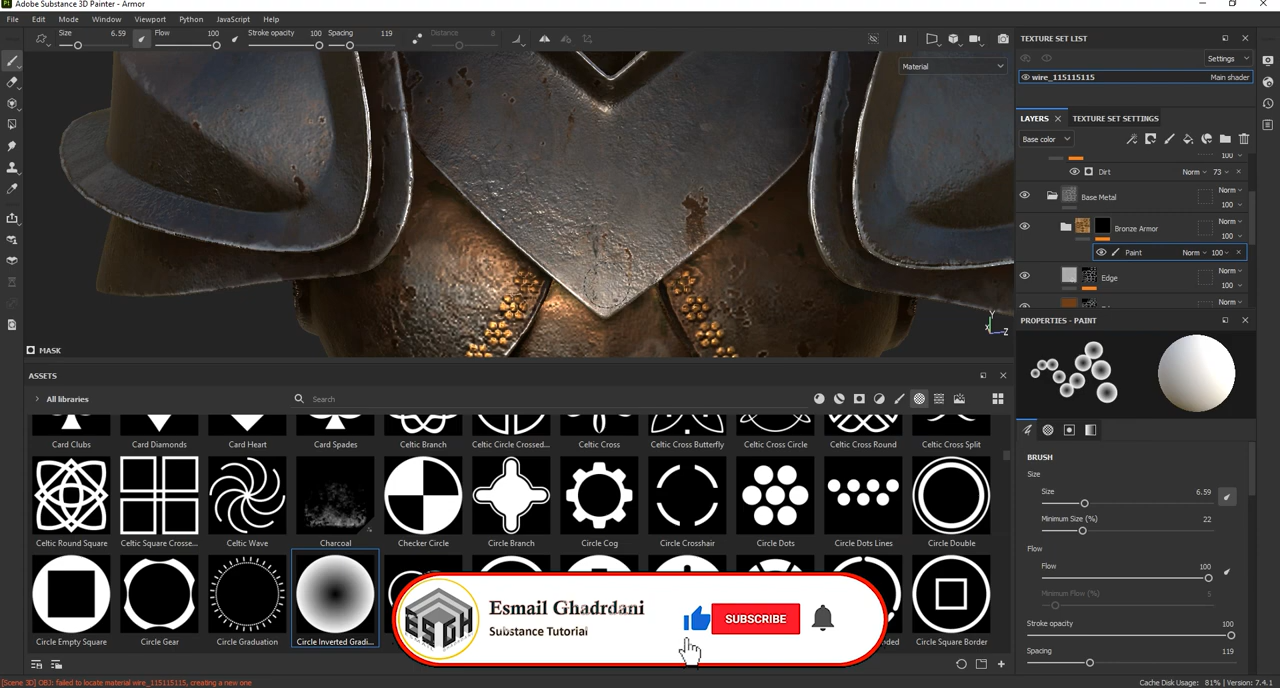 Adobe Substance 3D Painter - Armor
File Edit Mode Window Viewport Python JavaScript Help
Size 6.59 Flow 100 Stroke opacity 100 Spacing 119 Distance 8
Material
TEXTURE SET LIST
Settings
wire_115115115 Main shader
LAYERS TEXTURE SET SETTINGS
Base color
100
Dirt Norm 73
Base Metal Norm
100
Bronze Armor Norm
100
Paint Norm 100
Edge Norm
100
Norm
PROPERTIES - PAINT
MASK
ASSETS
All libraries
Search
Card Clubs Card Diamonds Card Heart Card Spades Celtic Branch Celtic Circle Crossed... Celtic Cross Celtic Cross Butterfly Celtic Cross Circle Celtic Cross Round Celtic Cross Split
Celtic Round Square Celtic Square Crosse... Celtic Wave Charcoal Checker Circle Circle Branch Circle Cog Circle Crosshair Circle Dots Circle Dots Lines Circle Double
Circle Empty Square Circle Gear Circle Graduation Circle Inverted Gradi... Circle Square Border
ESGH
Esmail Ghadrdani
Substance Tutorial
SUBSCRIBE
BRUSH
Size
Size 6.59
Minimum Size (%) 22
Flow
Flow 100
Minimum Flow (%) 5
Stroke opacity 100
Spacing 119
[Scene 3D] OBJ: failed to locate material wire_115115115, creating a new one
Cache Disk Usage: 81% | Version: 7.4.1